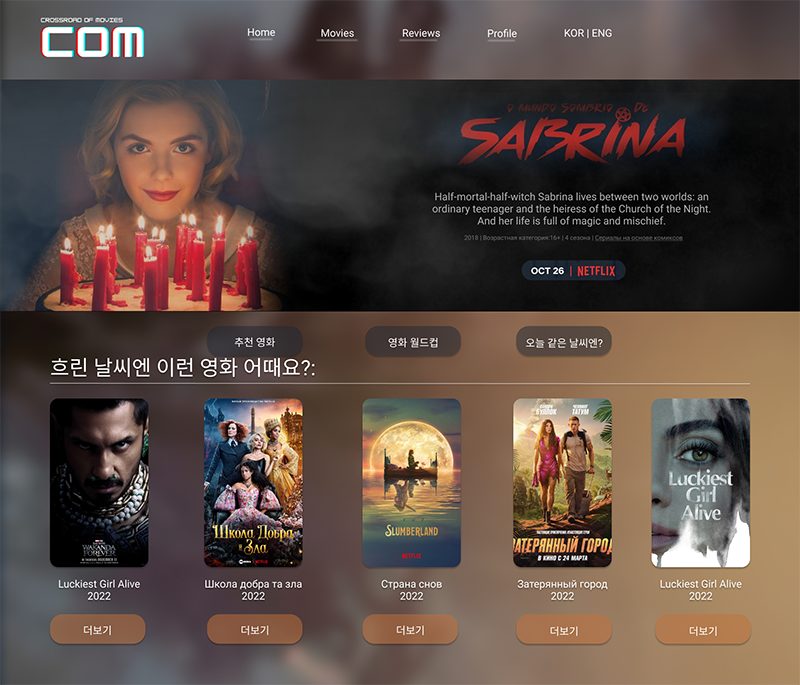 CROSSROAD OF MOVIES
COM
Home
Movies
Reviews
Profile
KOR | ENG
O MUNDO SOMBRIO DE
SABRINA
Half-mortal-half-witch Sabrina lives between two worlds: an
ordinary teenager and the heiress of the Church of the Night.
And her life is full of magic and mischief.
2018 | Возрастная категория:16+ | 4 сезона | Сериалы на основе комиксов
OCT 26 | NETFLIX
추천 영화
영화 월드컵
오늘 같은 날씨엔?
흐린 날씨엔 이런 영화 어때요?:
WAKANDA
FOREVER
Школа Добра
и Зла
NETFLIX
SLUMBERLAND
NETFLIX
БУЛЛОК
ТАТУМ
ЗАТЕРЯННЫЙ ГОРОД
В КИНО С 24 МАРТА
Luckiest
Girl
Alive
Luckiest Girl Alive
2022
Школа добра та зла
2022
Страна снов
2022
Затерянный город
2022
Luckiest Girl Alive
2022
더보기
더보기
더보기
더보기
더보기